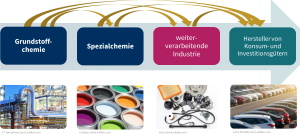 Grundstoff-
chemie
Spezialchemie
weiter-
verarbeitende
Industrie
Hersteller von
Konsum- und
Investitionsgütern